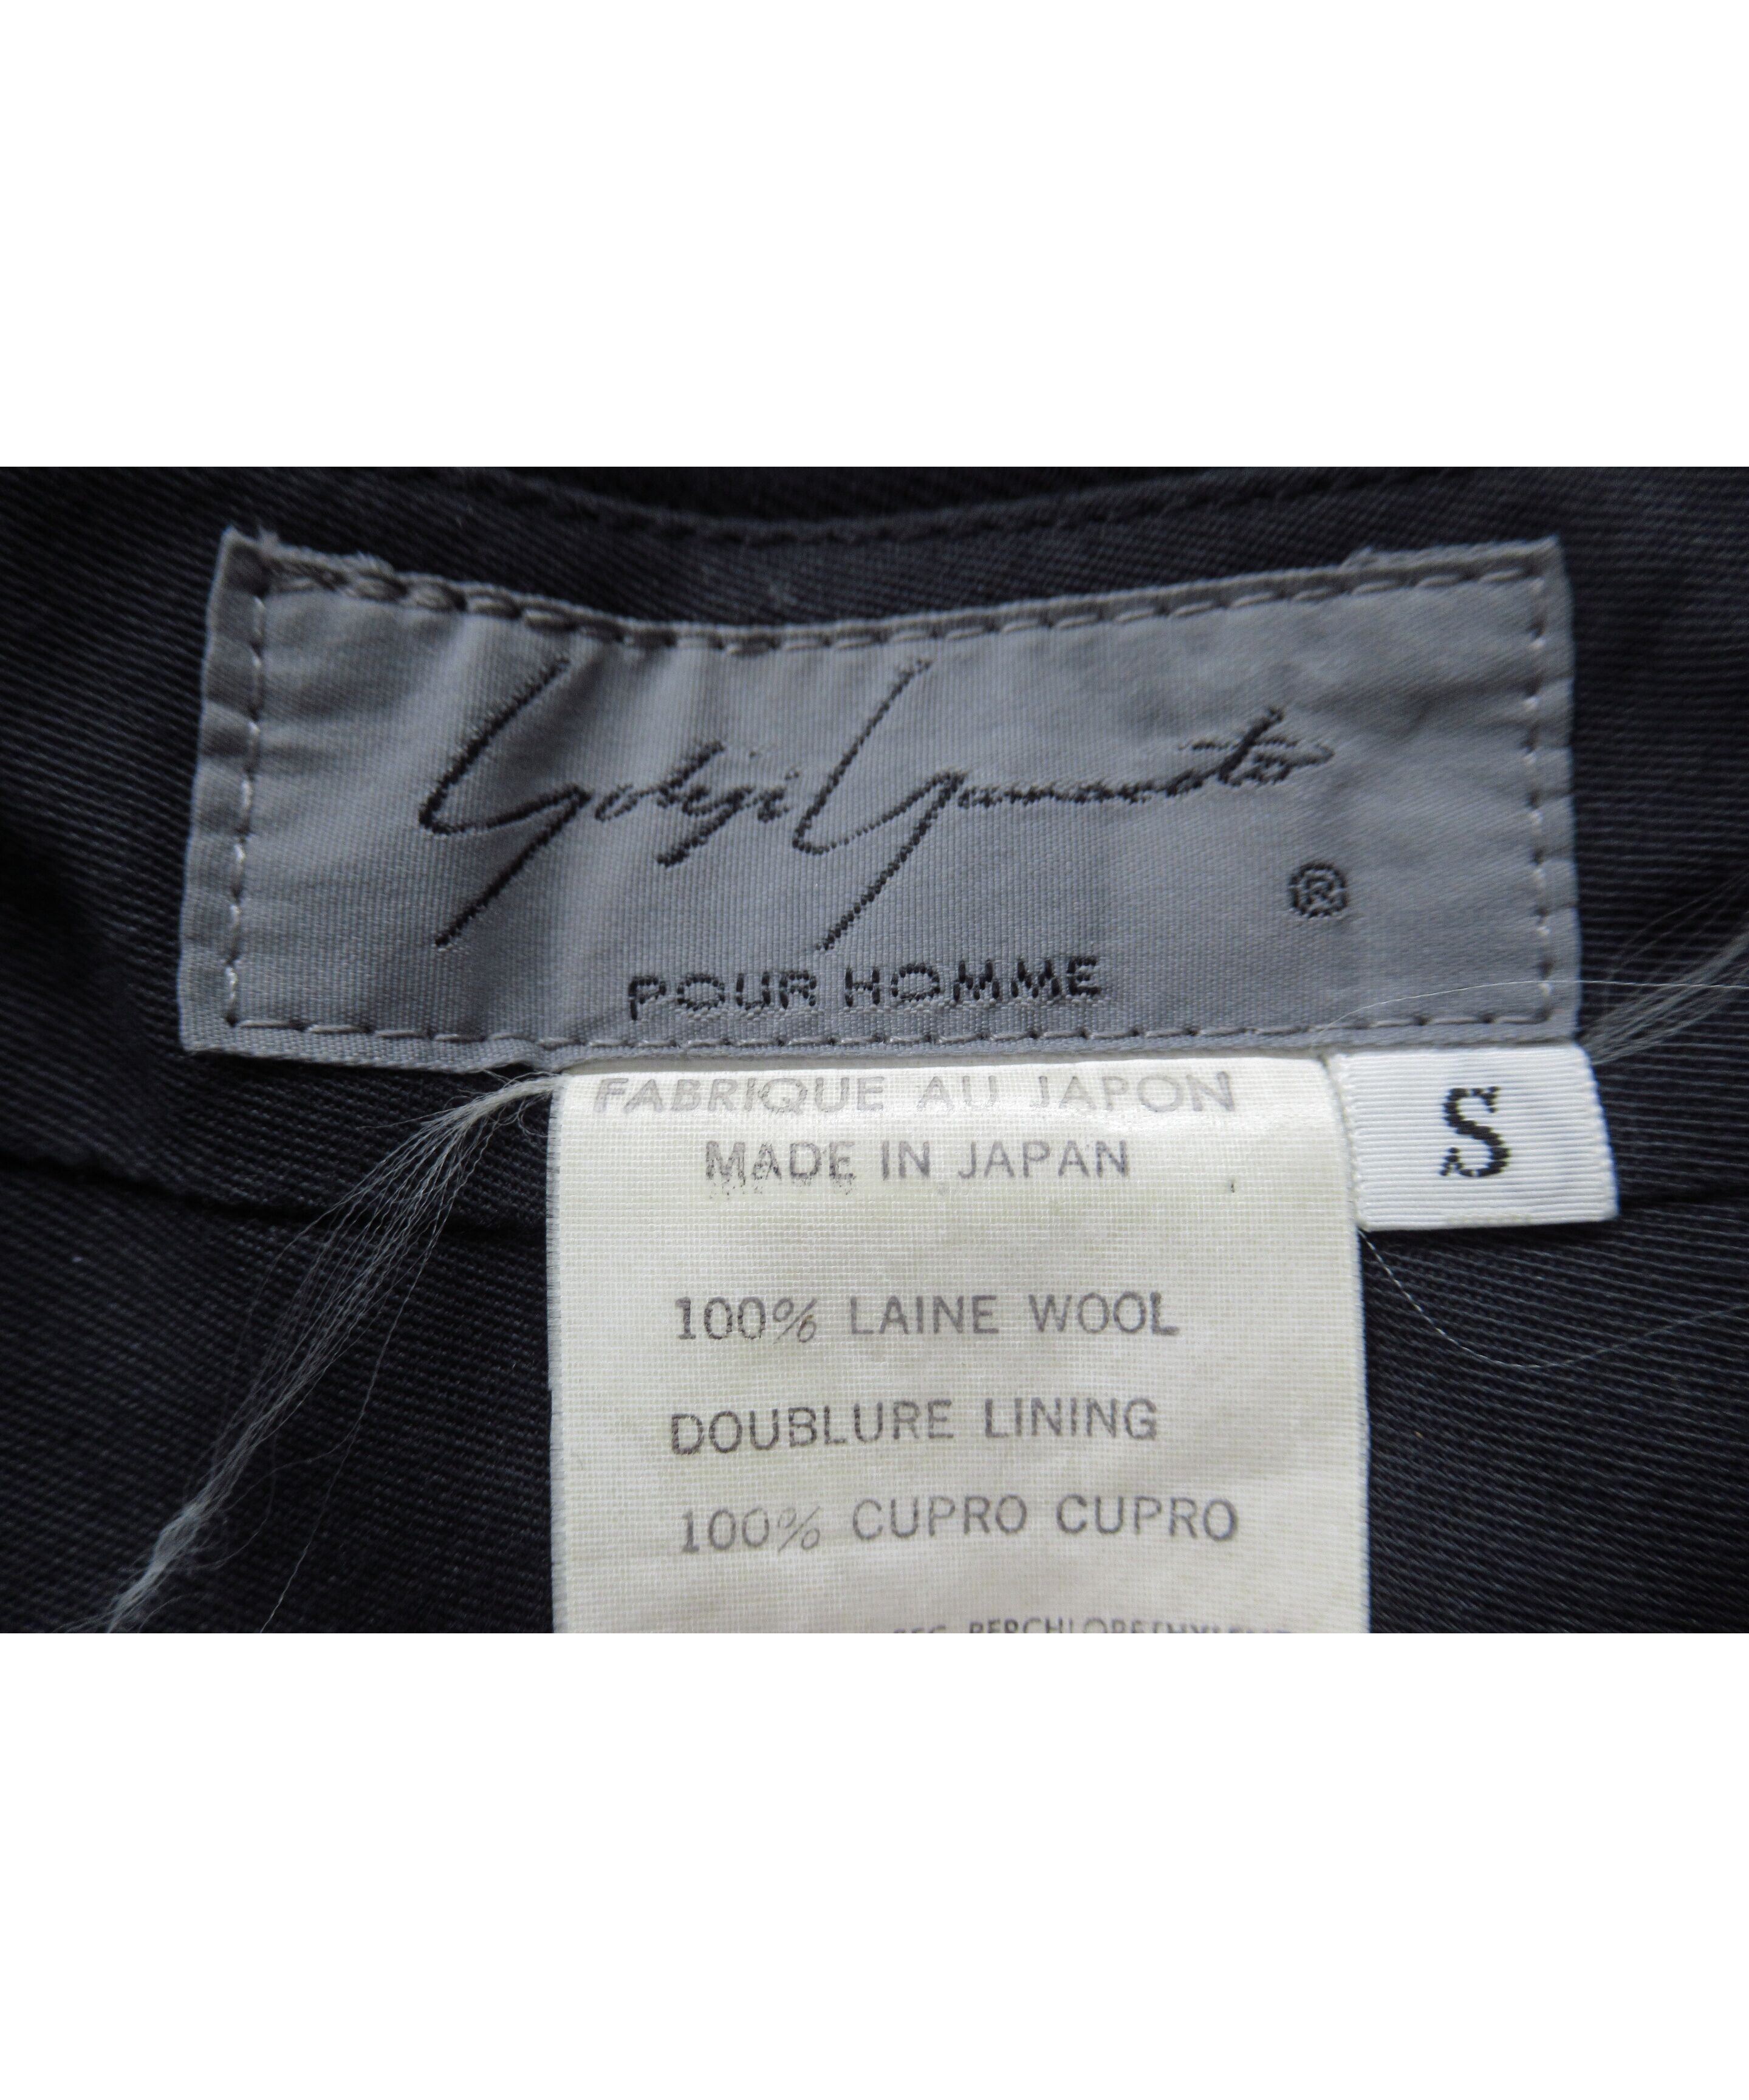 Yohji Yamamoto
®
POUR HOMME
FABRIQUE AU JAPON
MADE IN JAPAN
S
100% LAINE WOOL
DOUBLURE LINING
100% CUPRO CUPRO